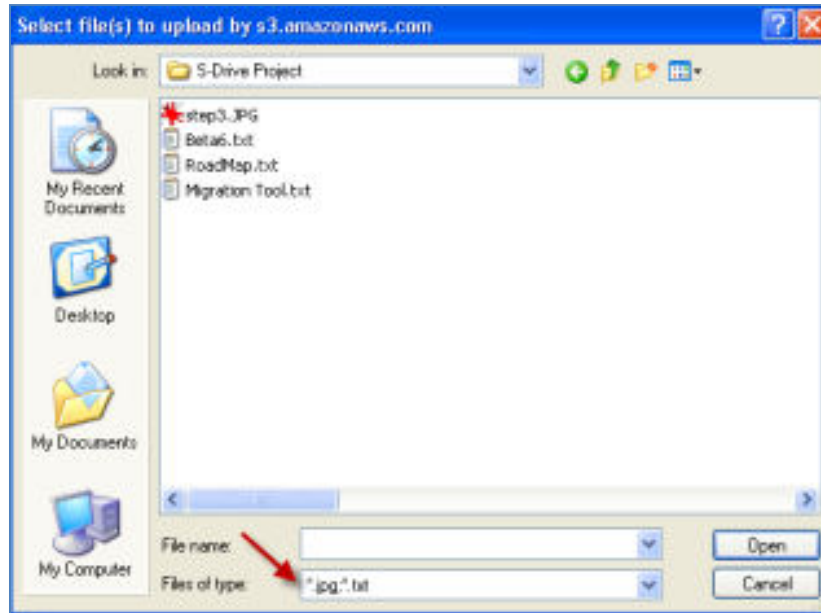 Select file(s) to upload by s3.amazonaws.com
Look in:
S-Drive Project
step3.JPG
Beta6.txt
RoadMap.txt
Migration Tool.txt
My Recent
Documents
Desktop
My Documents
My Computer
File name:
Open
Files of type:
*.jpg;*.txt
Cancel